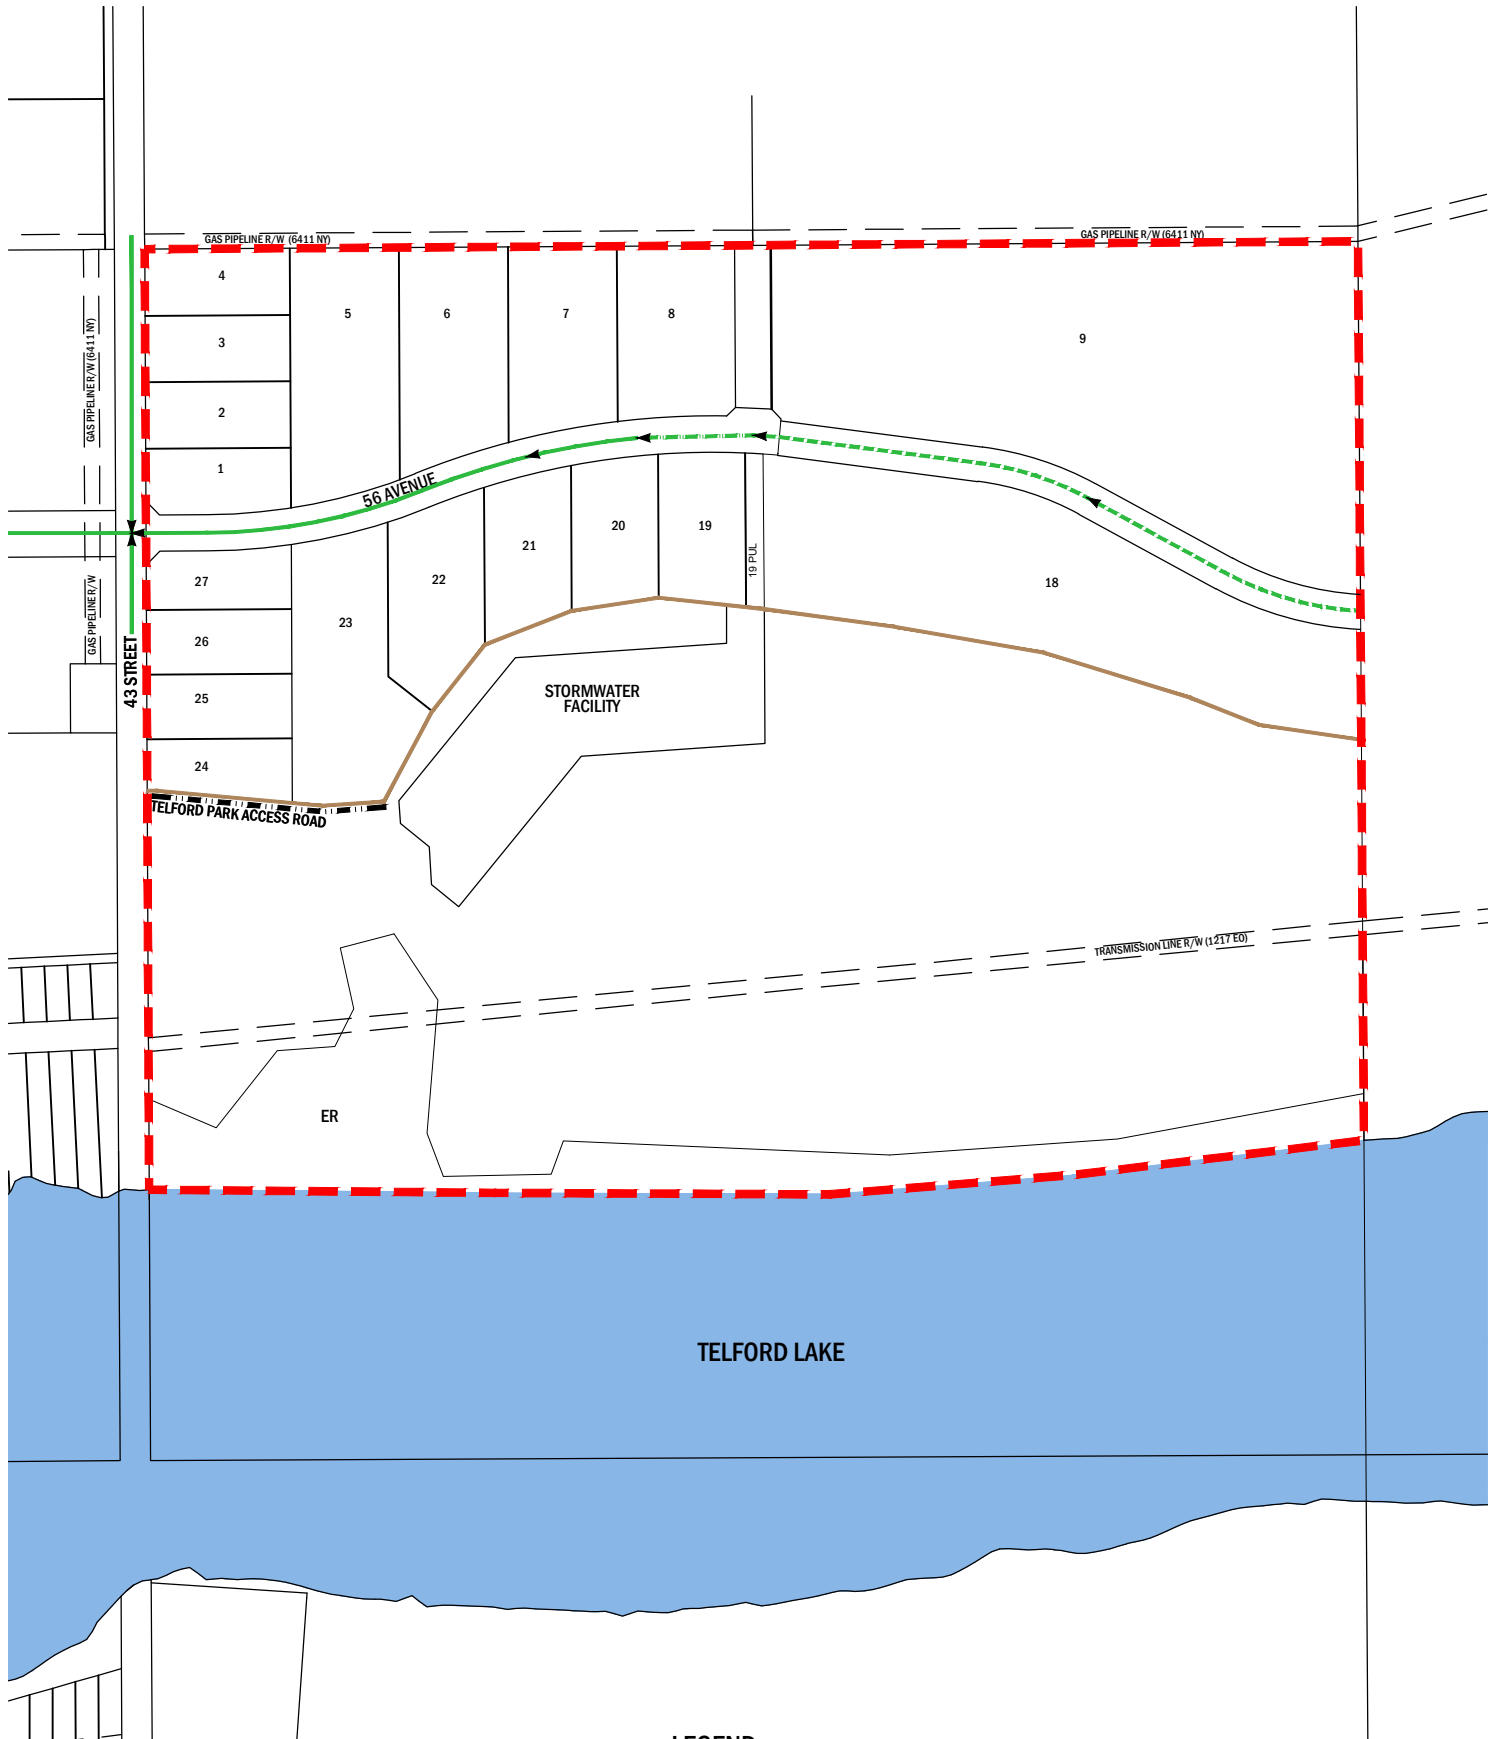 GAS PIPELINE R/W (6411 NY)
GAS PIPELINE R/W (6411 NY)
4
5
6
7
8
9
3
GAS PIPELINE R/W (6411 NY)
2
1
56 AVENUE
20
19
21
19 PUL
22
27
18
GAS PIPELINE R/W
23
26
43 STREET
25
STORMWATER
FACILITY
24
TELFORD PARK ACCESS ROAD
TRANSMISSION LINE R/W (1217 EO)
ER
TELFORD LAKE
LEGEND